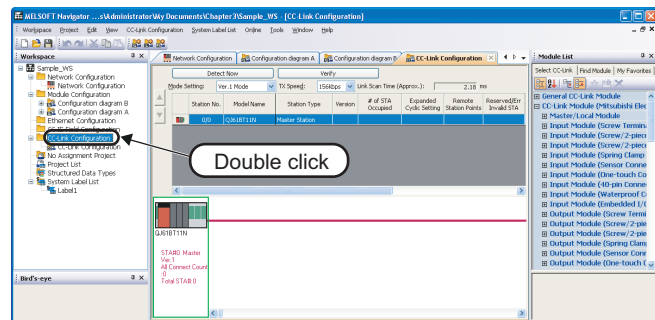 MELSOFT Navigator ...s\Administrator\My Documents\Chapter3\Sample_WS - [CC-Link Configuration]
Workspace Project Edit View CC-Link Configuration System Label List Online Tools Window Help
Workspace
Sample_WS
Network Configuration
Network Configuration
Module Configuration
Configuration diagram B
Configuration diagram A
Ethernet Configuration
CC-Link Configuration
CC-Link Configuration
No Assignment Project
Project List
Structured Data Types
System Label List
Label1
Bird's-eye
Network Configuration Configuration diagram A Configuration diagram B CC-Link Configuration
Detect Now Verify
Mode Setting: Ver.1 Mode TX Speed: 156kbps Link Scan Time (Approx.): 2.18 ms
Station No. Model Name Station Type Version # of STA Occupied Expanded Cyclic Setting Remote Station Points Reserved/Err Invalid STA
0/0 QJ61BT11N Master Station
Double click
QJ61BT11N
STA#0 Master
Ver.1
All Connect Count
:0
Total STA#:0
Module List
Select CC-Link Find Module My Favorites
General CC-Link Module
CC-Link Module (Mitsubishi Elec
Master/Local Module
Input Module (Screw Termin
Input Module (Screw/2-piec
Input Module (Screw/2-piec
Input Module (Spring Clamp
Input Module (Sensor Conne
Input Module (One-touch Co
Input Module (40-pin Conne
Input Module (Waterproof C
Input Module (Embedded I/
Output Module (Screw Termi
Output Module (Screw/2-pie
Output Module (Screw/2-pie
Output Module (Spring Clam
Output Module (Sensor Conr
Output Module (One-touch C